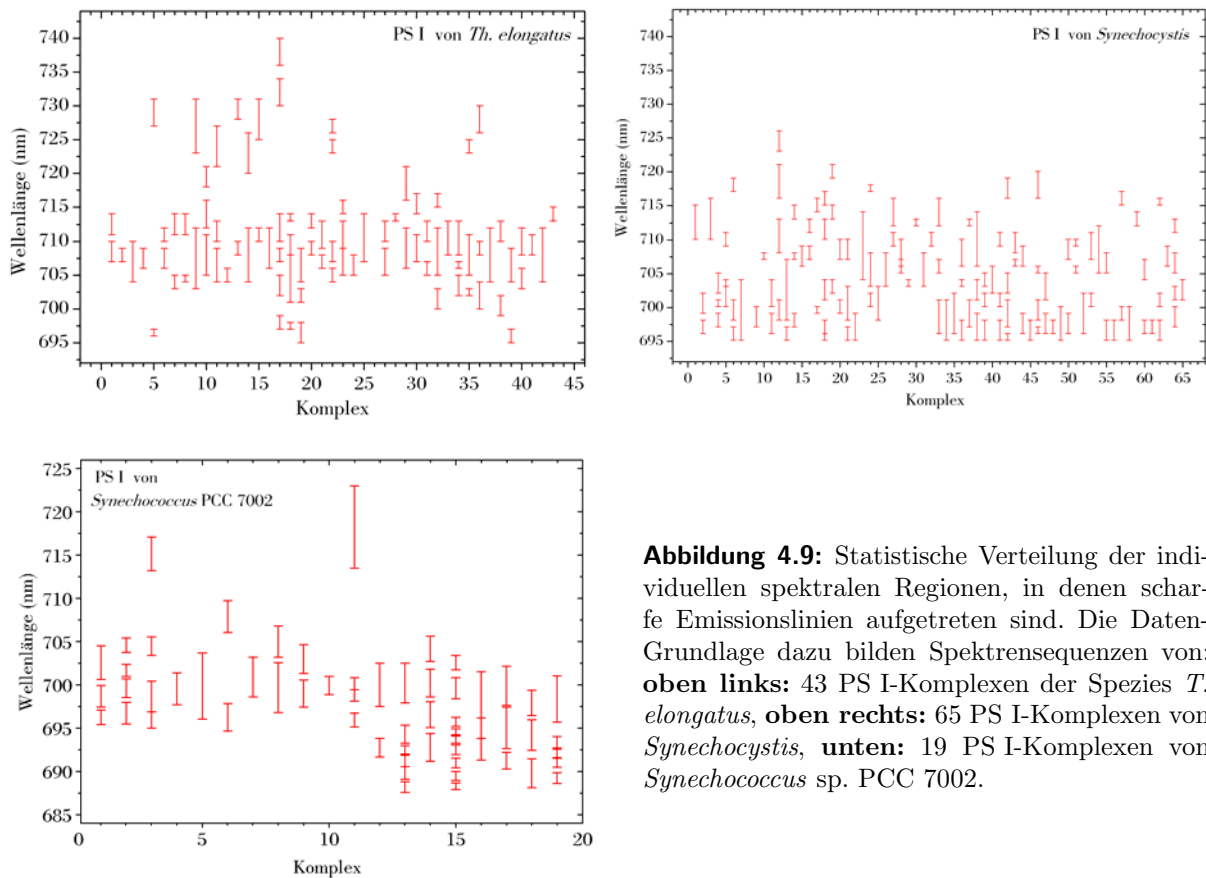 PS I von Th. elongatus
Wellenlänge (nm)
740
735
730
725
720
715
710
705
700
695
0 5 10 15 20 25 30 35 40 45
Komplex
PS I von Synechocystis
Wellenlänge (nm)
740
735
730
725
720
715
710
705
700
695
0 5 10 15 20 25 30 35 40 45 50 55 60 65
Komplex
PS I von
Synechococcus PCC 7002
Wellenlänge (nm)
725
720
715
710
705
700
695
690
685
0 5 10 15 20
Komplex
Abbildung 4.9: Statistische Verteilung der indi-
viduellen spektralen Regionen, in denen schar-
fe Emissionslinien aufgetreten sind. Die Daten-
Grundlage dazu bilden Spektrensequenzen von:
oben links: 43 PS I-Komplexen der Spezies T.
elongatus, oben rechts: 65 PS I-Komplexen von
Synechocystis, unten: 19 PS I-Komplexen von
Synechococcus sp. PCC 7002.